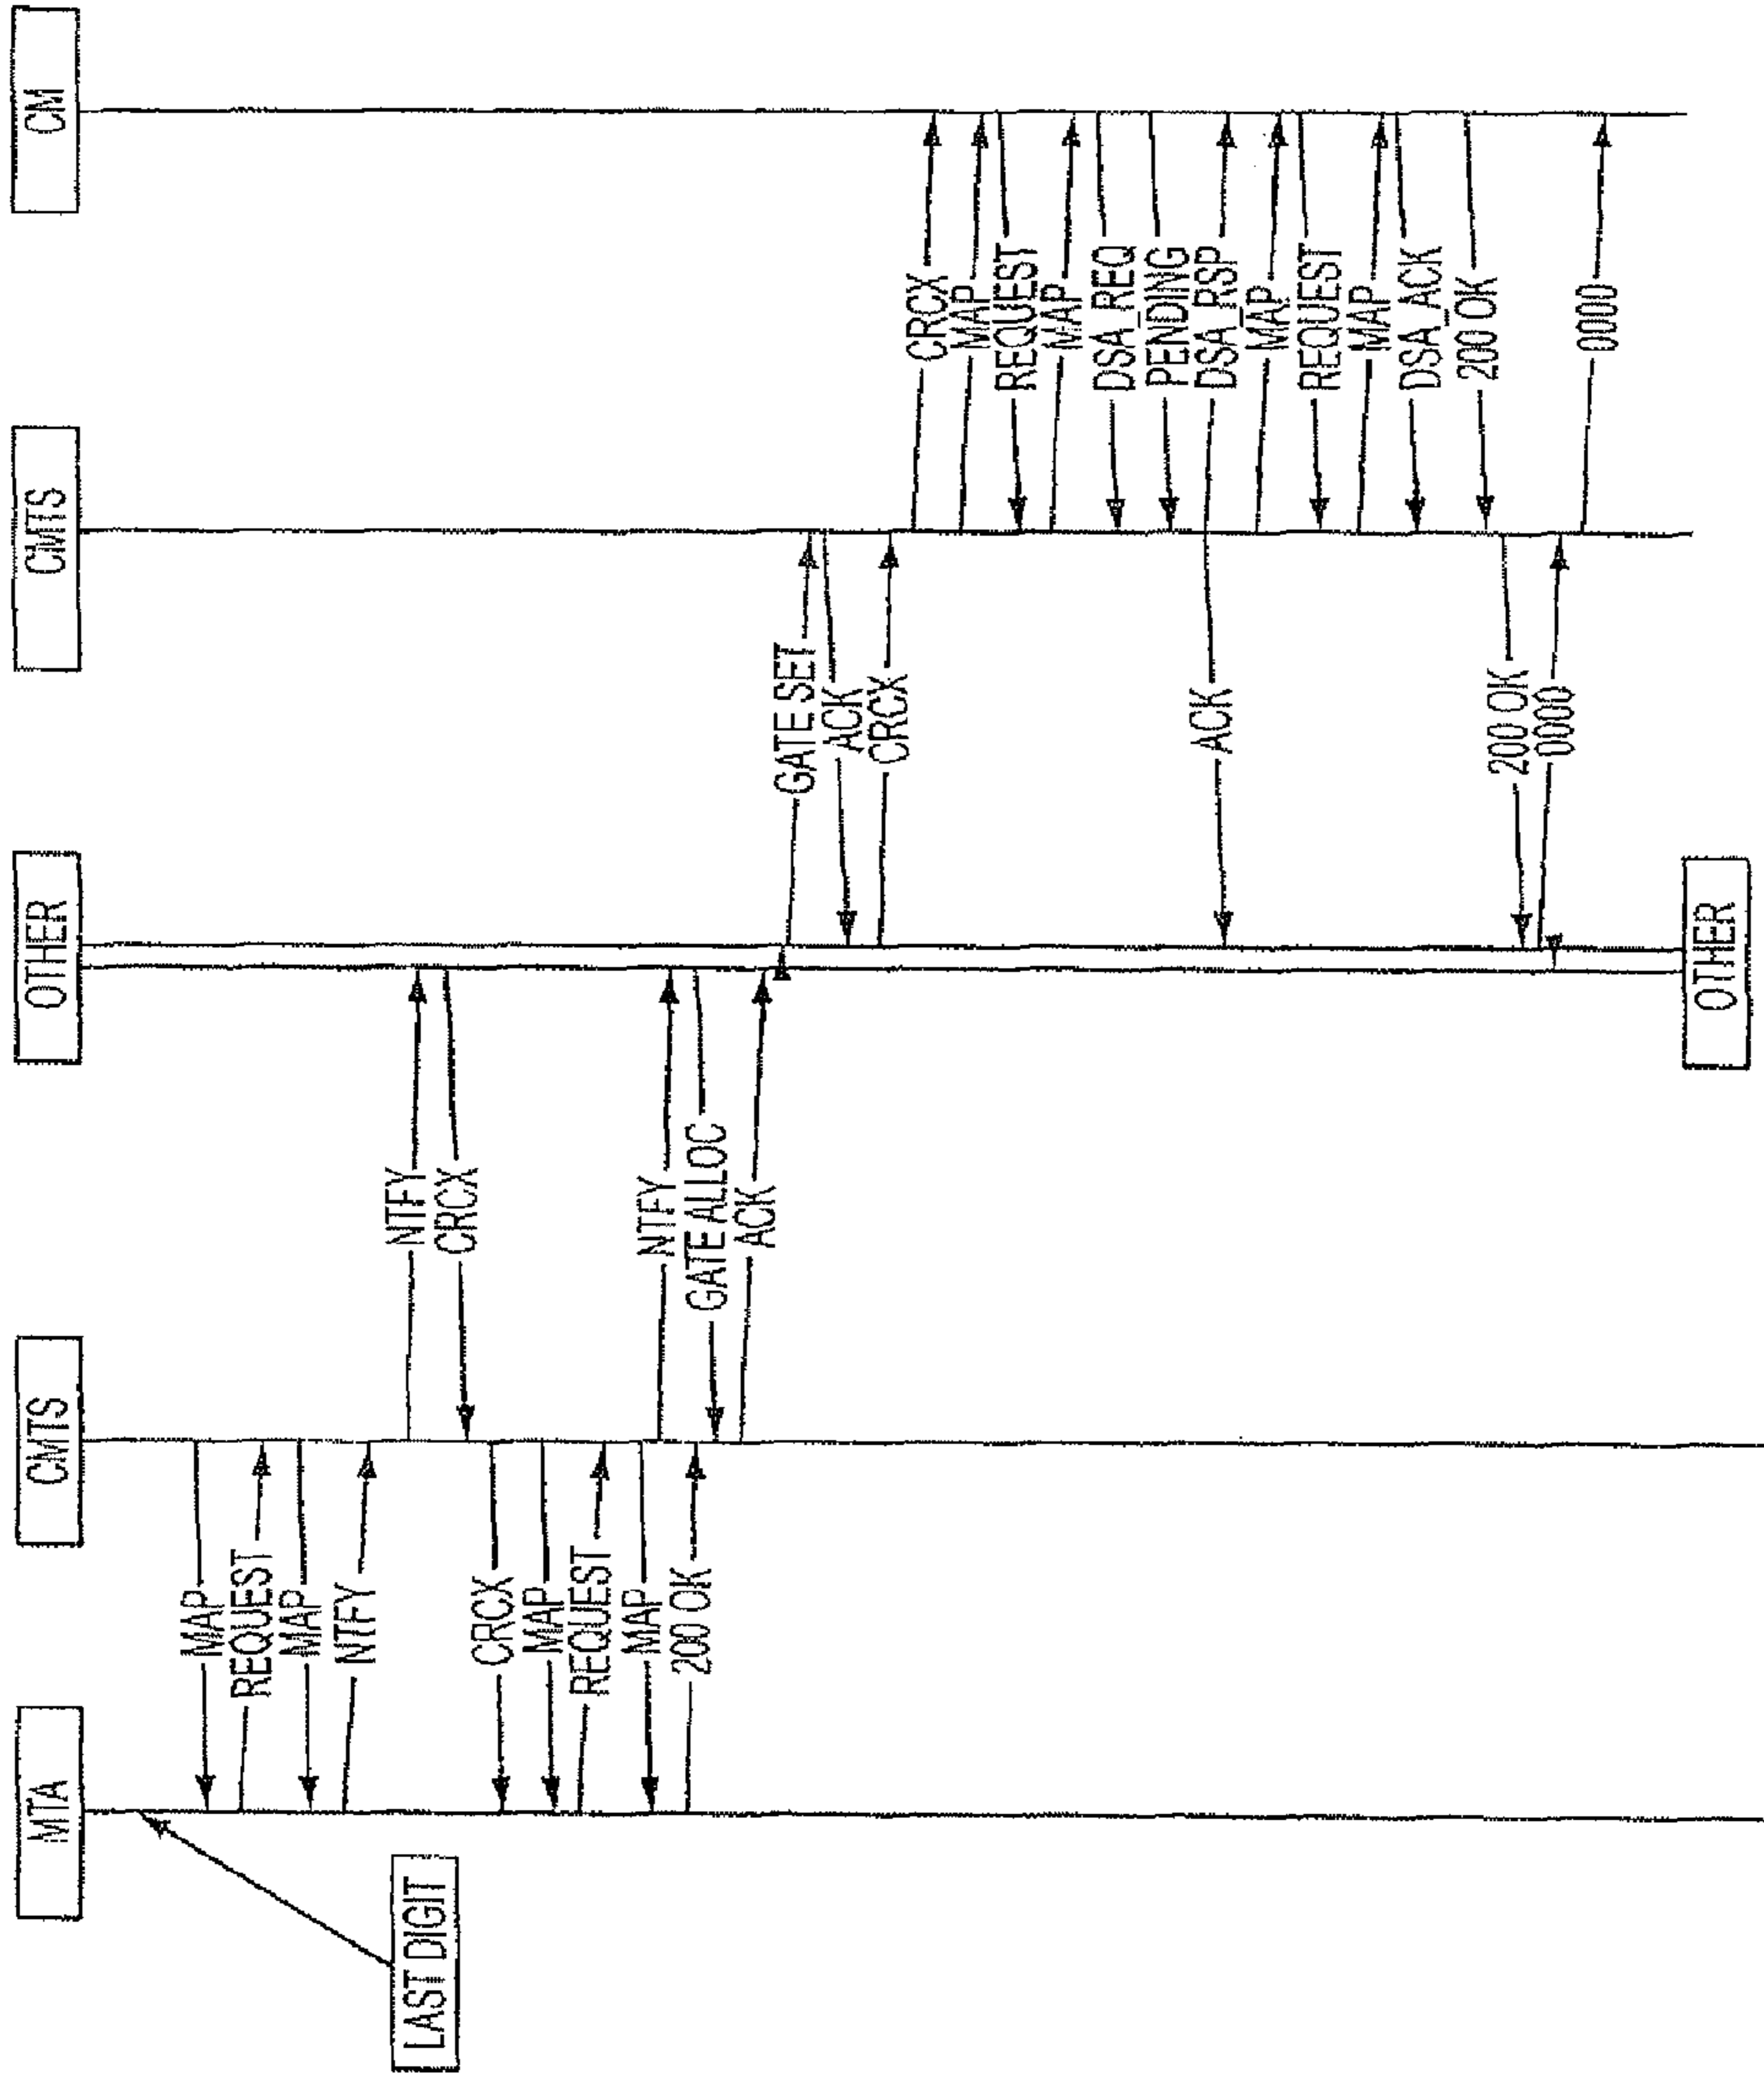 MTA
CMTS
OTHER
CMTS
CM
LAST DIGIT
MAP
REQUEST
MAP
NTFY
CRCX
MAP
REQUEST
MAP
200 OK
NTFY
CRCX
NTFY
GATE ALLOC
ACK
GATE SET
ACK
CRCX
ACK
200 OK
0000
CRCX
MAP
REQUEST
MAP
DSA_REQ
PENDING
DSA_RSP
MAP
REQUEST
MAP
DSA_ACK
200 OK
0000
OTHER